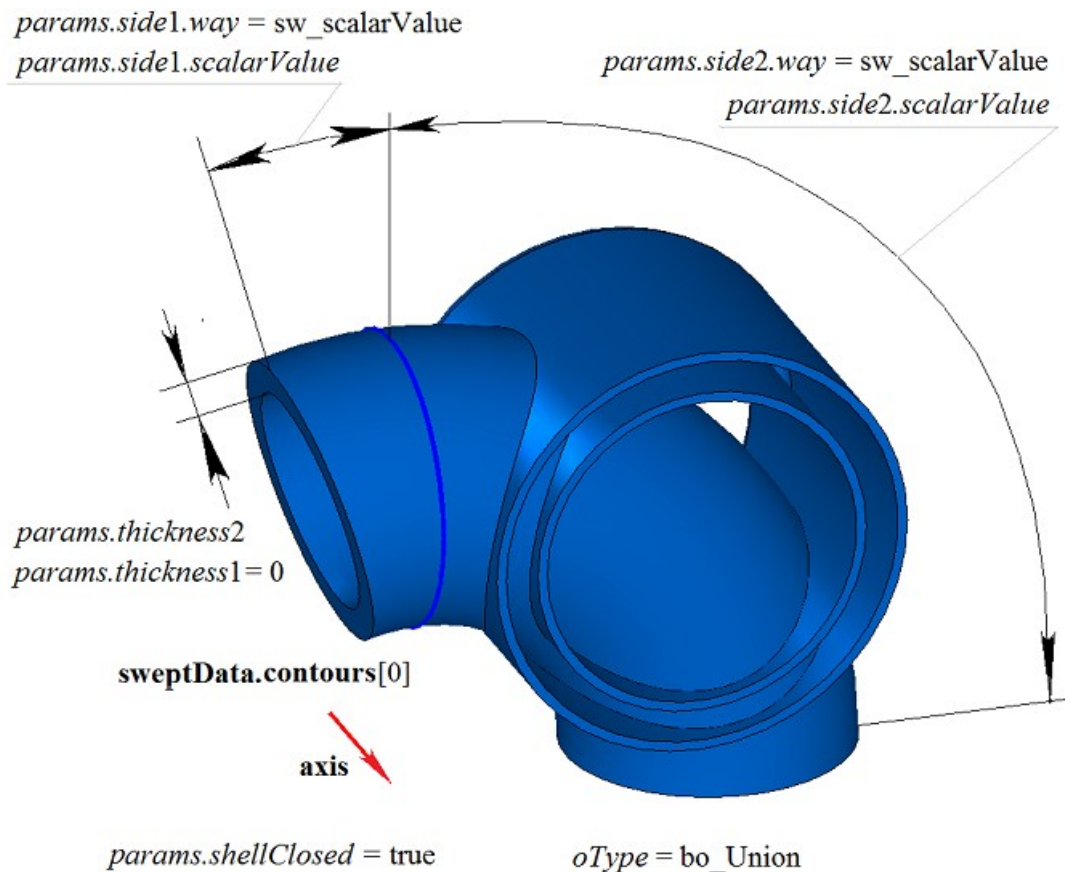 params.side1.way = sw_scalarValue
params.side1.scalarValue
params.side2.way = sw_scalarValue
params.side2.scalarValue
params.thickness2
params.thickness1= 0
sweptData.contours[0]
axis
params.shellClosed = true
oType = bo_Union